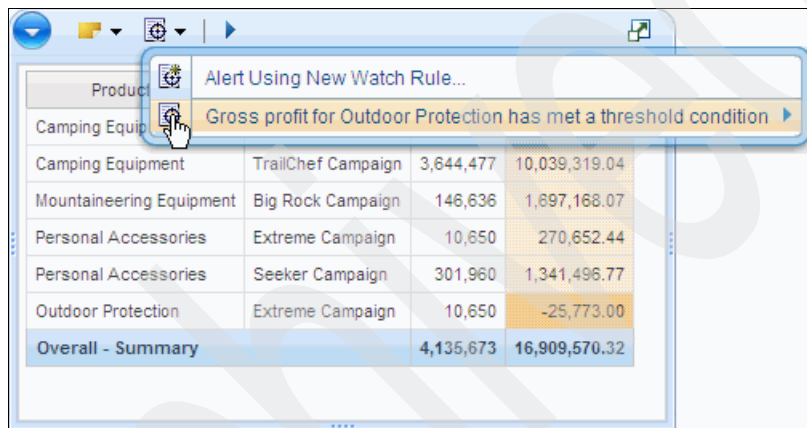 Alert Using New Watch Rule...
Product
Gross profit for Outdoor Protection has met a threshold condition
Camping Equip
Camping Equipment TrailChef Campaign 3,644,477 10,039,319.04
Mountaineering Equipment Big Rock Campaign 146,636 1,697,168.07
Personal Accessories Extreme Campaign 10,650 270,652.44
Personal Accessories Seeker Campaign 301,960 1,341,496.77
Outdoor Protection Extreme Campaign 10,650 -25,773.00
Overall - Summary 4,135,673 16,909,570.32